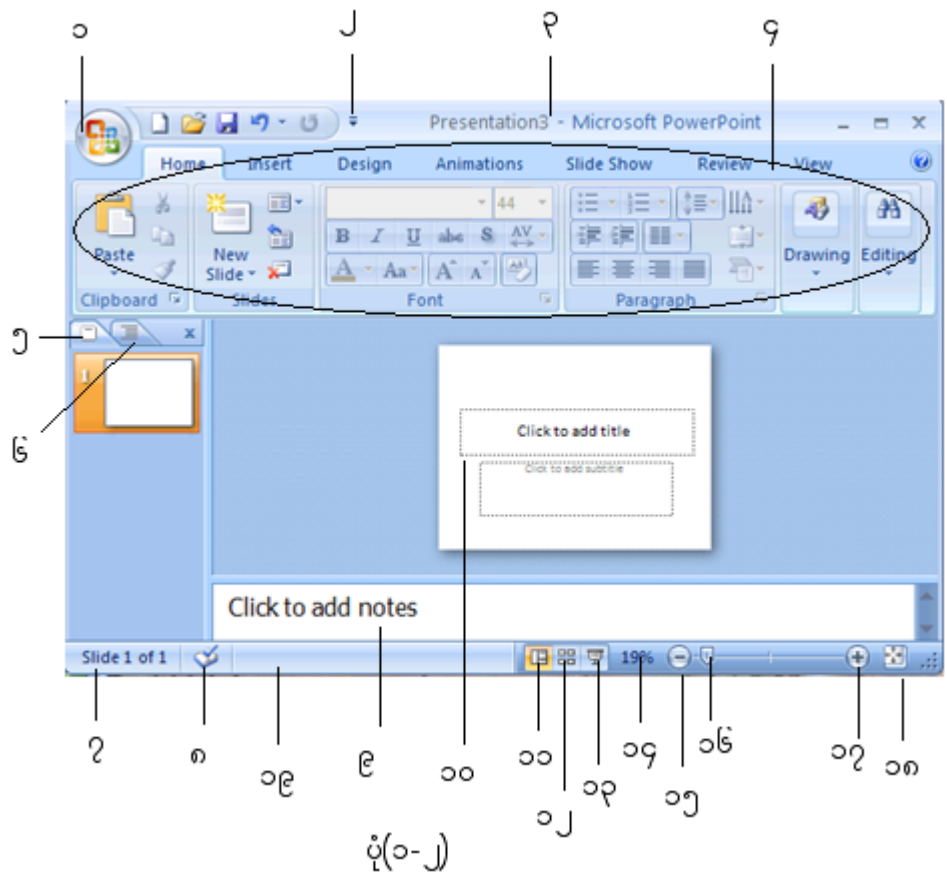 ၁ ၂ ၃ ၄
Presentation3 - Microsoft PowerPoint
Home Insert Design Animations Slide Show Review View
44
B I U abc S AV
Paste New Slide Drawing Editing
A Aa A A
Clipboard Slides Font Paragraph
၅
1
၆
Click to add title
Click to add subtitle
Click to add notes
Slide 1 of 1 19%
၇ ၈ ၁၉ ၉ ၁၀ ၁၁ ၁၂ ၁၃ ၁၄ ၁၅ ၁၆ ၁၇ ၁၈
ပုံ(၁-၂)